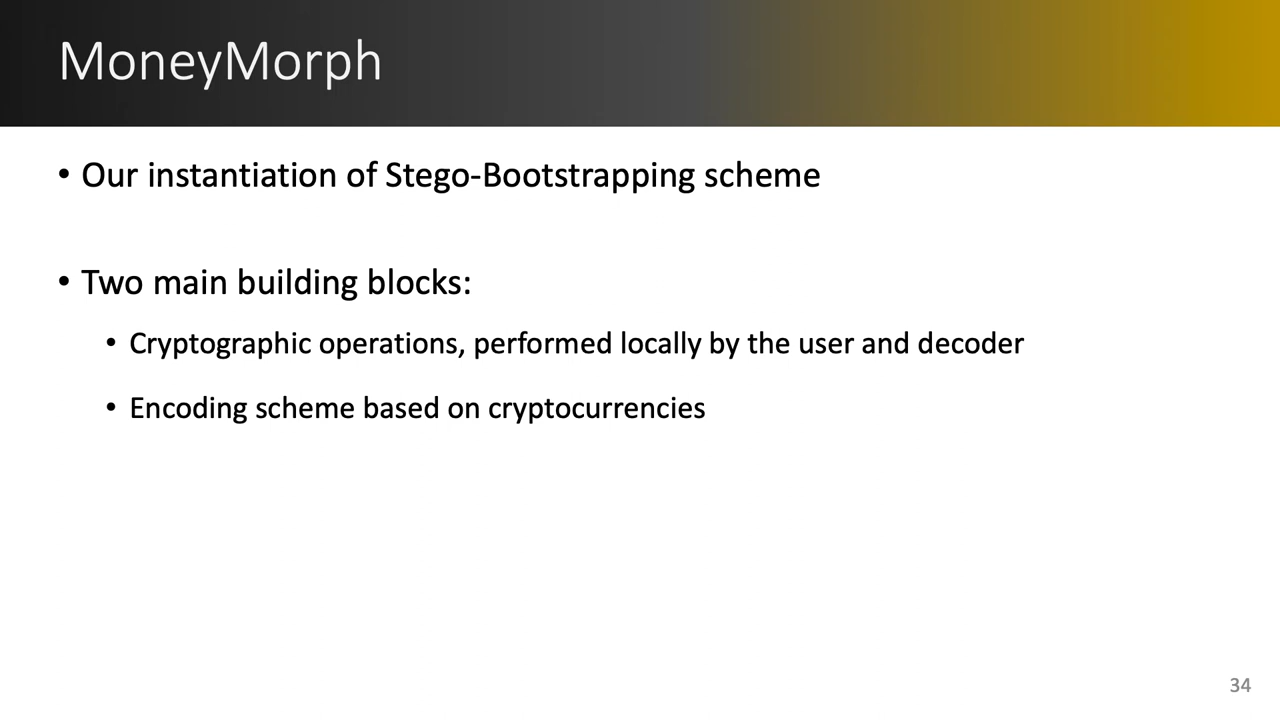 MoneyMorph
• Our instantiation of Stego-Bootstrapping scheme
• Two main building blocks:
• Cryptographic operations, performed locally by the user and decoder
• Encoding scheme based on cryptocurrencies
34